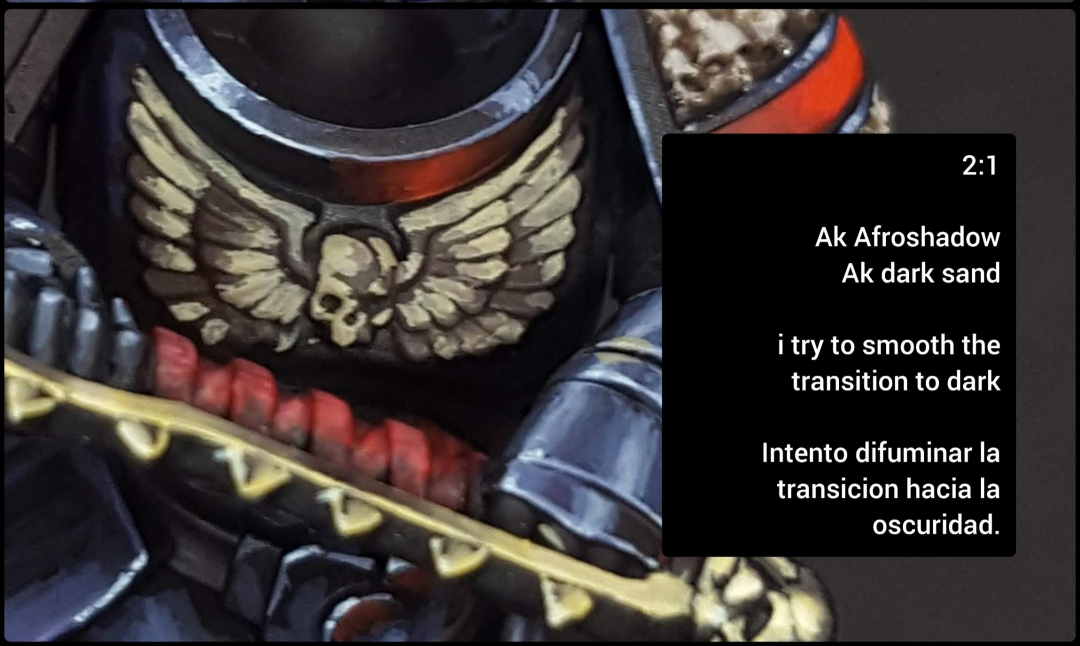 2:1
Ak Afroshadow
Ak dark sand
i try to smooth the
transition to dark
Intento difuminar la
transicion hacia la
oscuridad.